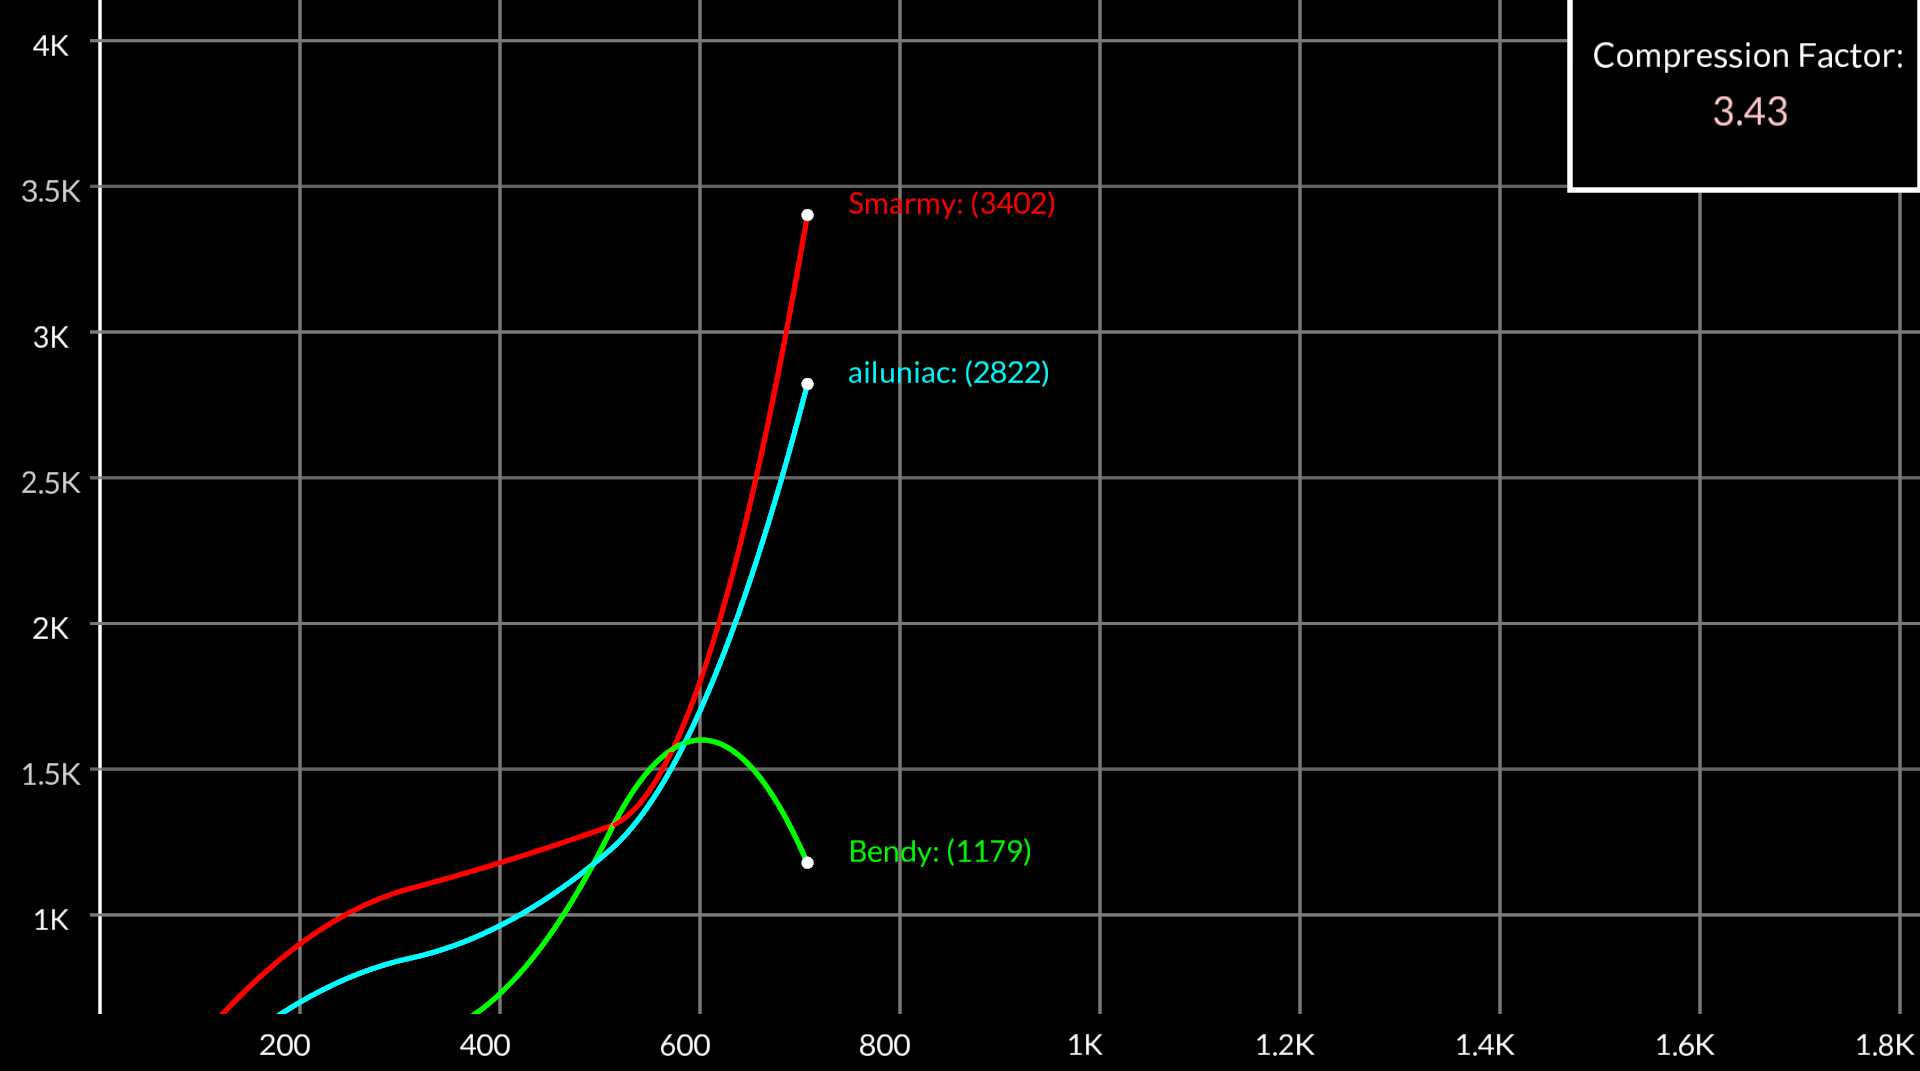 4K
Compression Factor:
3.43
3.5K
Smarmy: (3402)
3K
ailuniac: (2822)
2.5K
2K
1.5K
Bendy: (1179)
1K
200 400 600 800 1K 1.2K 1.4K 1.6K 1.8K